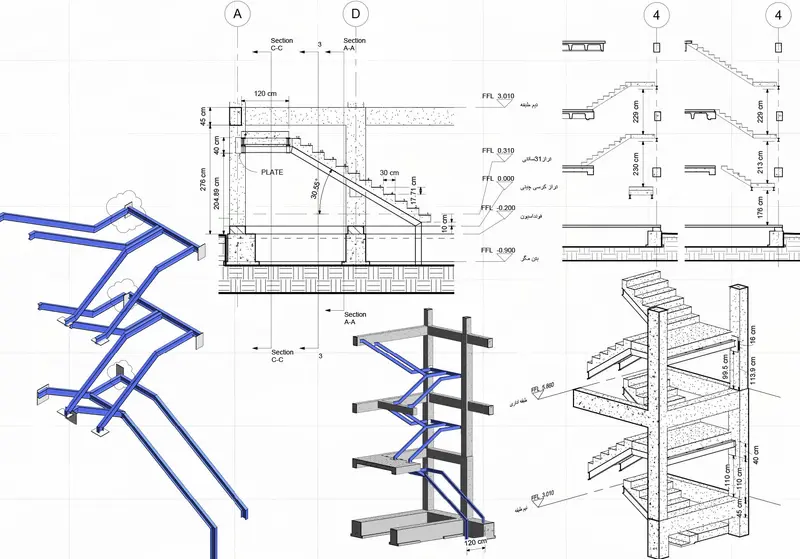 A
D
4
4
Section
C-C
3
Section
A-A
120 cm
45 cm
40 cm
PLATE
276 cm
204.89 cm
30.55°
30 cm
17.71 cm
10 cm
FFL 3.010
نیم طبقه
FFL 0.310
FFL 0.000
تراز کرسی چینی
FFL -0.200
فونداسیون
FFL -0.900
بتن مگر
Section
A-A
Section
C-C
3
229 cm
230 cm
229 cm
213 cm
176 cm
120 cm
FFL 5.860
طبقه اداری
FFL 3.010
نیم طبقه
16 cm
99.5 cm
113.9 cm
40 cm
110 cm
110 cm
45 cm